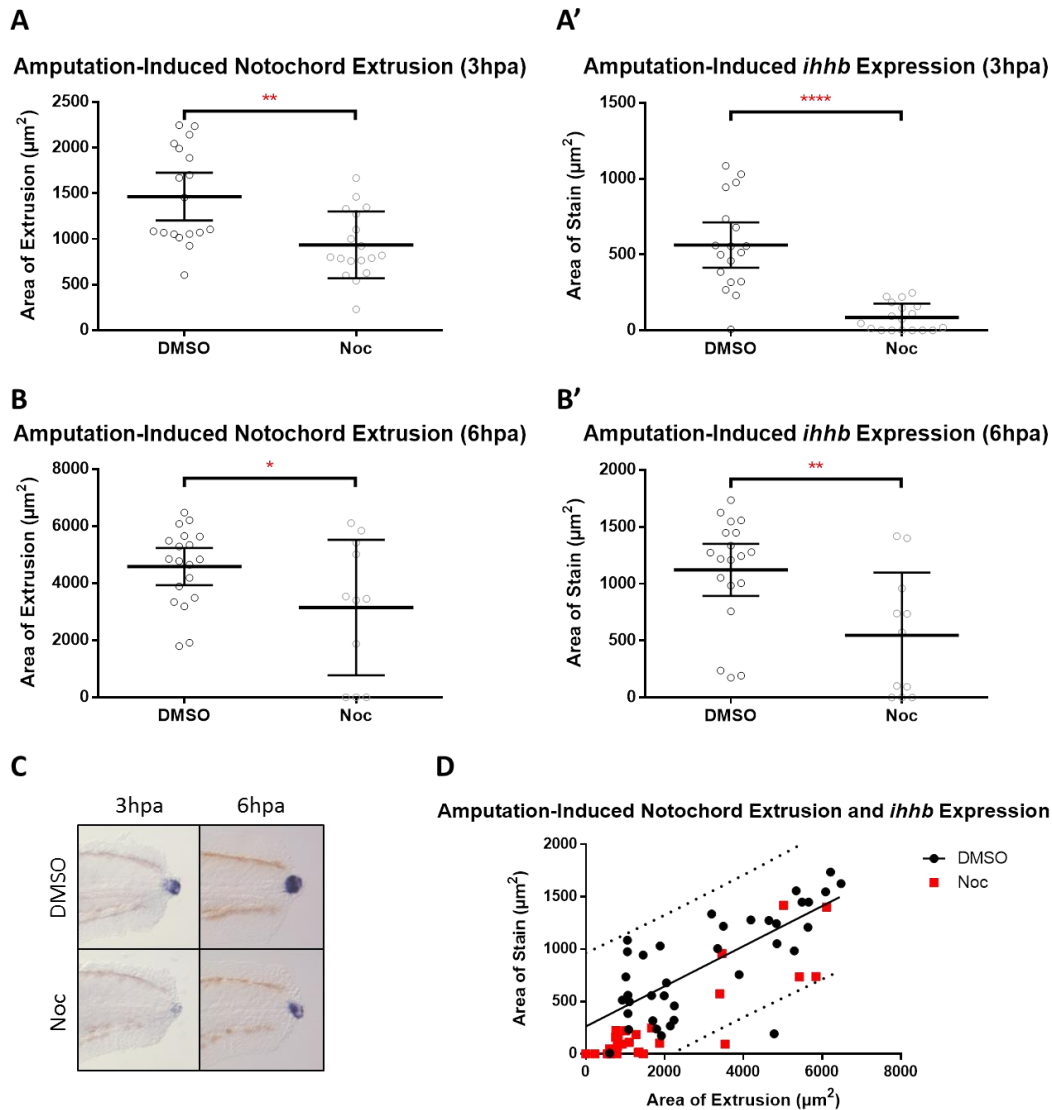 A
Amputation-Induced Notochord Extrusion (3hpa)
Area of Extrusion (µm²)
2500
2000
1500
1000
500
0
**
DMSO
Noc
A’
Amputation-Induced ihhb Expression (3hpa)
Area of Stain (µm²)
1500
1000
500
0
****
DMSO
Noc
B
Amputation-Induced Notochord Extrusion (6hpa)
Area of Extrusion (µm²)
8000
6000
4000
2000
0
*
DMSO
Noc
B’
Amputation-Induced ihhb Expression (6hpa)
Area of Stain (µm²)
2000
1500
1000
500
0
**
DMSO
Noc
C
3hpa
6hpa
DMSO
Noc
D
Amputation-Induced Notochord Extrusion and ihhb Expression
Area of Stain (µm²)
2000
1500
1000
500
0
0
2000
4000
6000
8000
Area of Extrusion (µm²)
DMSO
Noc